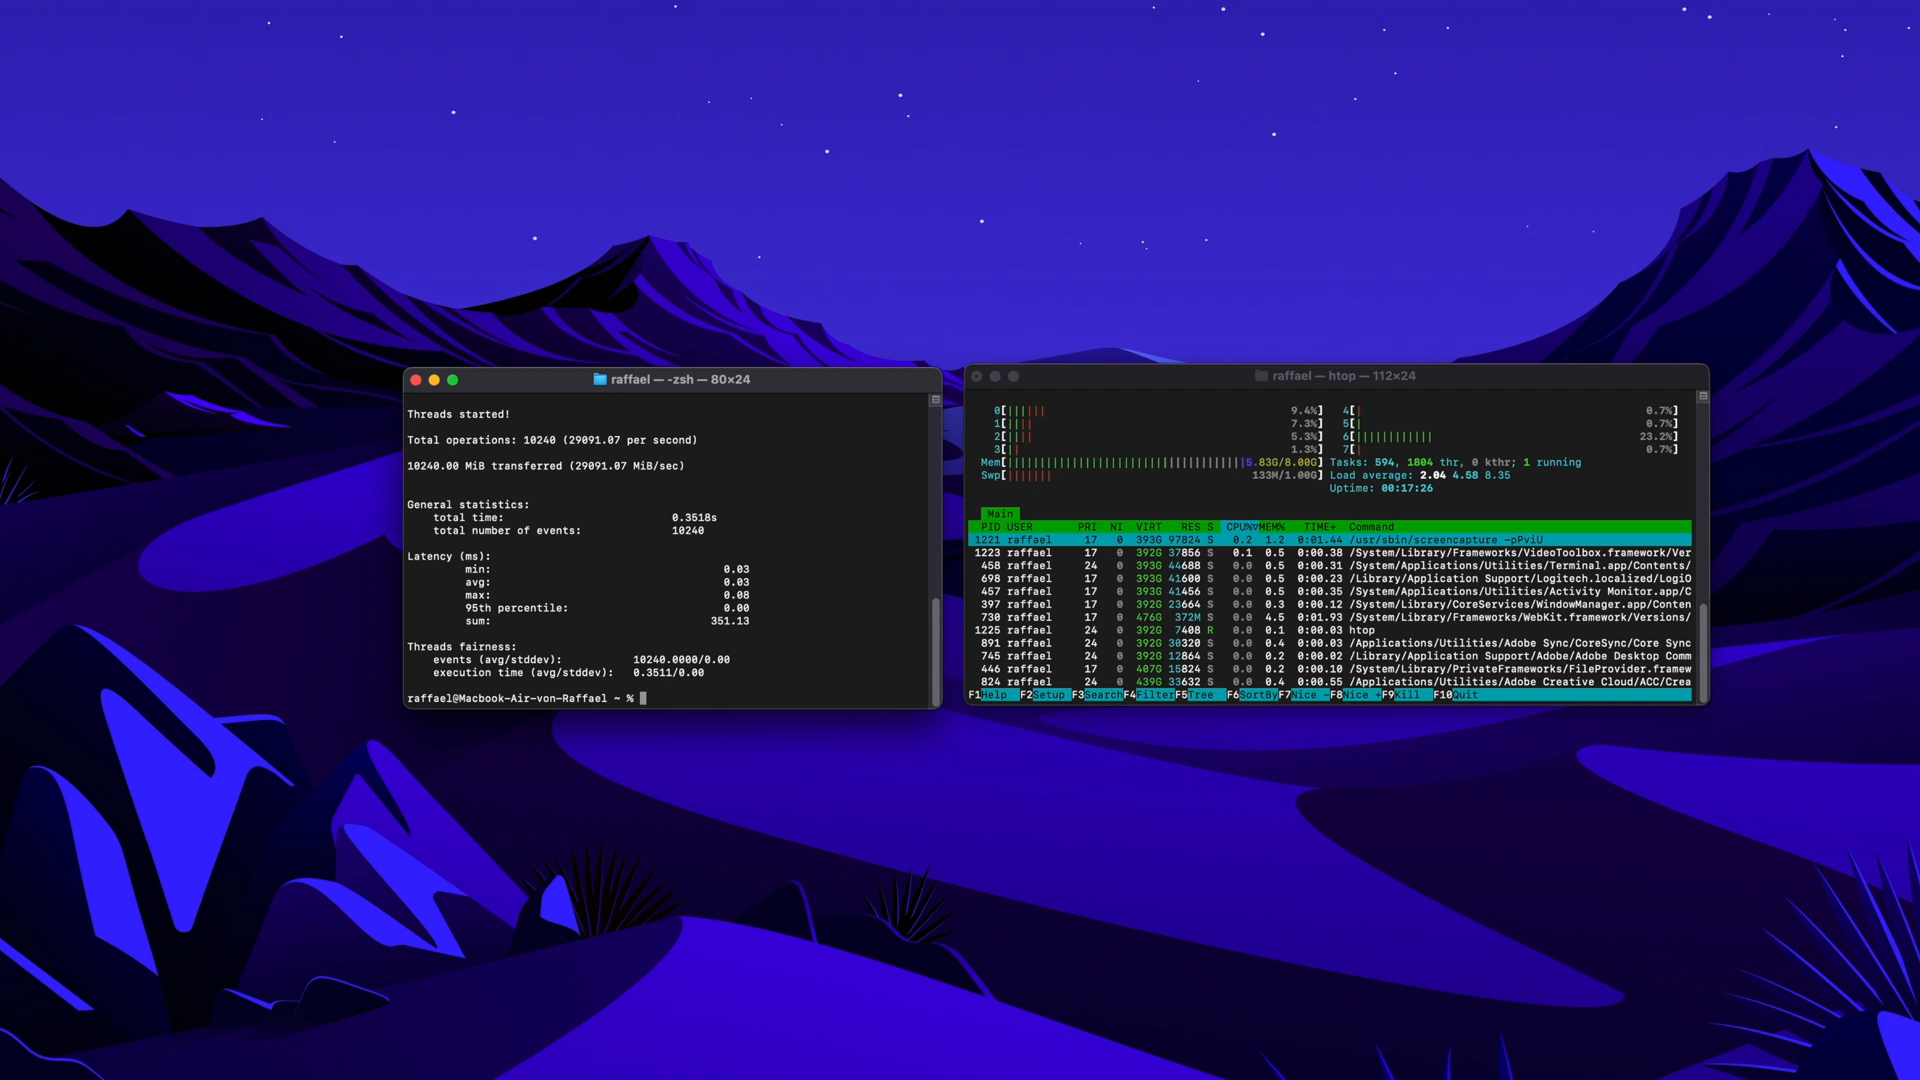 raffael — -zsh — 80×24
Threads started!
Total operations: 10240 (29091.07 per second)
10240.00 MiB transferred (29091.07 MiB/sec)
General statistics:
total time: 0.3518s
total number of events: 10240
Latency (ms):
min: 0.03
avg: 0.03
max: 0.08
95th percentile: 0.00
sum: 351.13
Threads fairness:
events (avg/stddev): 10240.0000/0.00
execution time (avg/stddev): 0.3511/0.00
raffael@Macbook-Air-von-Raffael ~ %
raffael — htop — 112×24
0[|||||| 9.4%] 4[| 0.7%]
1[|||| 7.3%] 5[| 0.7%]
2[|||| 5.3%] 6[|||||||||||| 23.2%]
3[|| 1.3%] 7[| 0.7%]
Mem[|||||||||||||||||||||||||||||||||||||5.83G/8.00G] Tasks: 594, 1804 thr, 0 kthr; 1 running
Swp[||||||| 133M/1.00G] Load average: 2.04 4.58 8.35
Uptime: 00:17:26
Main
PID USER PRI NI VIRT RES S CPU%▽MEM% TIME+ Command
1221 raffael 17 0 393G 97824 S 0.2 1.2 0:01.44 /usr/sbin/screencapture -pPviU
1223 raffael 17 0 392G 37856 S 0.1 0.5 0:00.38 /System/Library/Frameworks/VideoToolbox.framework/Ver
458 raffael 24 0 393G 44688 S 0.0 0.5 0:00.31 /System/Applications/Utilities/Terminal.app/Contents/
698 raffael 17 0 393G 41600 S 0.0 0.5 0:00.23 /Library/Application Support/Logitech.localized/LogiO
457 raffael 17 0 393G 41456 S 0.0 0.5 0:00.35 /System/Applications/Utilities/Activity Monitor.app/C
397 raffael 17 0 392G 23664 S 0.0 0.3 0:00.12 /System/Library/CoreServices/WindowManager.app/Conten
730 raffael 17 0 476G 372M S 0.0 4.5 0:01.93 /System/Library/Frameworks/WebKit.framework/Versions/
1225 raffael 24 0 392G 7408 R 0.0 0.1 0:00.03 htop
891 raffael 24 0 392G 30320 S 0.0 0.4 0:00.03 /Applications/Utilities/Adobe Sync/CoreSync/Core Sync
745 raffael 24 0 392G 12864 S 0.0 0.2 0:00.02 /Library/Application Support/Adobe/Adobe Desktop Comm
446 raffael 17 0 407G 15824 S 0.0 0.2 0:00.10 /System/Library/PrivateFrameworks/FileProvider.framew
824 raffael 24 0 439G 33632 S 0.0 0.4 0:00.55 /Applications/Utilities/Adobe Creative Cloud/ACC/Crea
F1Help F2Setup F3SearchF4FilterF5Tree F6SortByF7Nice -F8Nice +F9Kill F10Quit